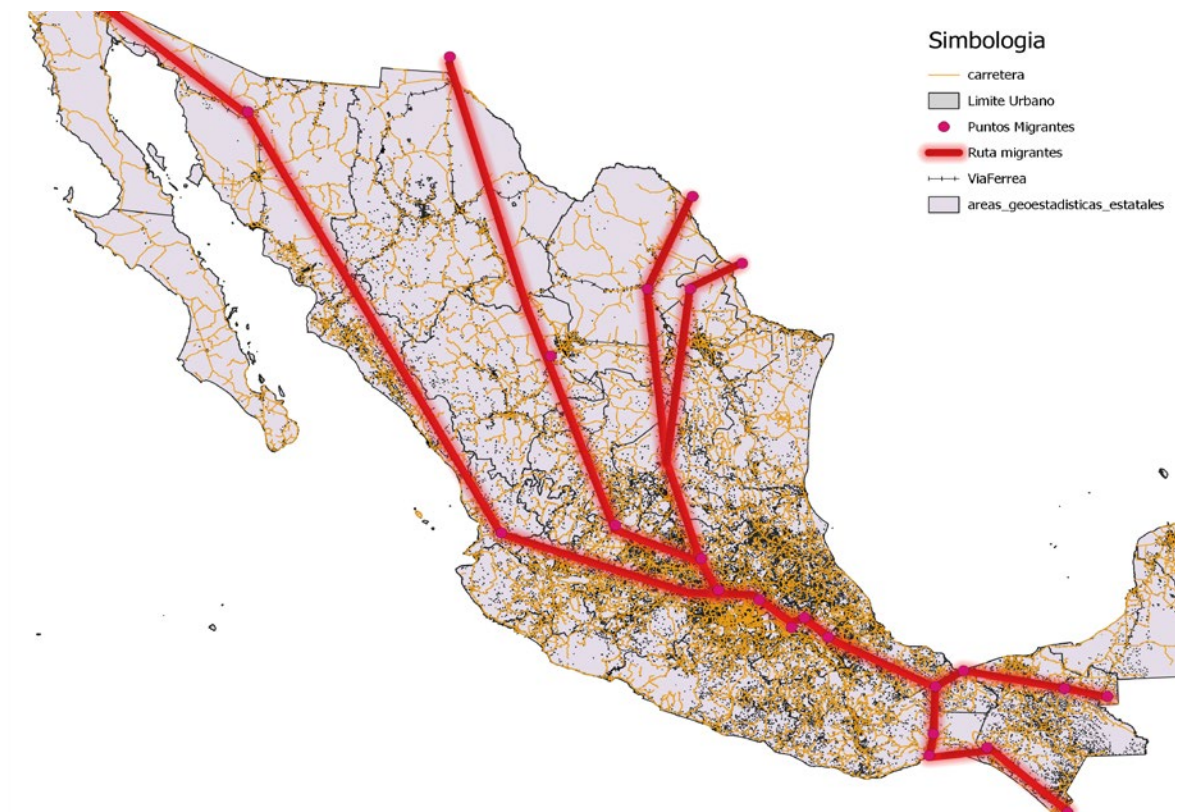 Simbologia
carretera
Limite Urbano
Puntos Migrantes
Ruta migrantes
ViaFerrea
areas_geoestadisticas_estatales